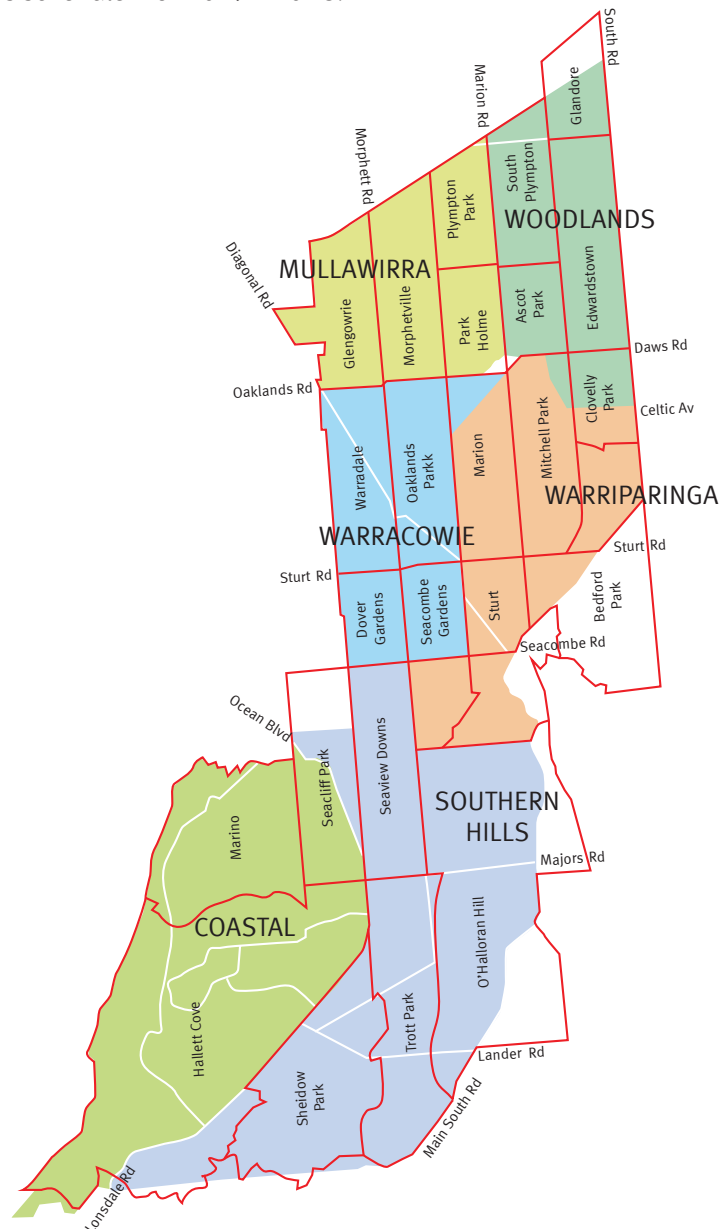 South Rd
Marion Rd
Glandore
Morphett Rd
South
Plympton
Plympton
Park
WOODLANDS
MULLAWIRRA
Diagonal Rd
Edwardstown
Ascot
Park
Park
Holme
Morphetville
Glengowrie
Daws Rd
Oaklands Rd
Clovelly
Park
Celtic Av
Mitchell Park
Marion
Oaklands
Parkk
Warradale
WARRIPARINGA
WARRACOWIE
Sturt Rd
Sturt Rd
Bedford
Park
Sturt
Seacombe
Gardens
Dover
Gardens
Seacombe Rd
Ocean Blvd
Seaview Downs
Seacliff Park
SOUTHERN
HILLS
Marino
Majors Rd
COASTAL
O'Halloran Hill
Trott Park
Hallett Cove
Lander Rd
Sheidow
Park
Main South Rd
Lonsdale Rd